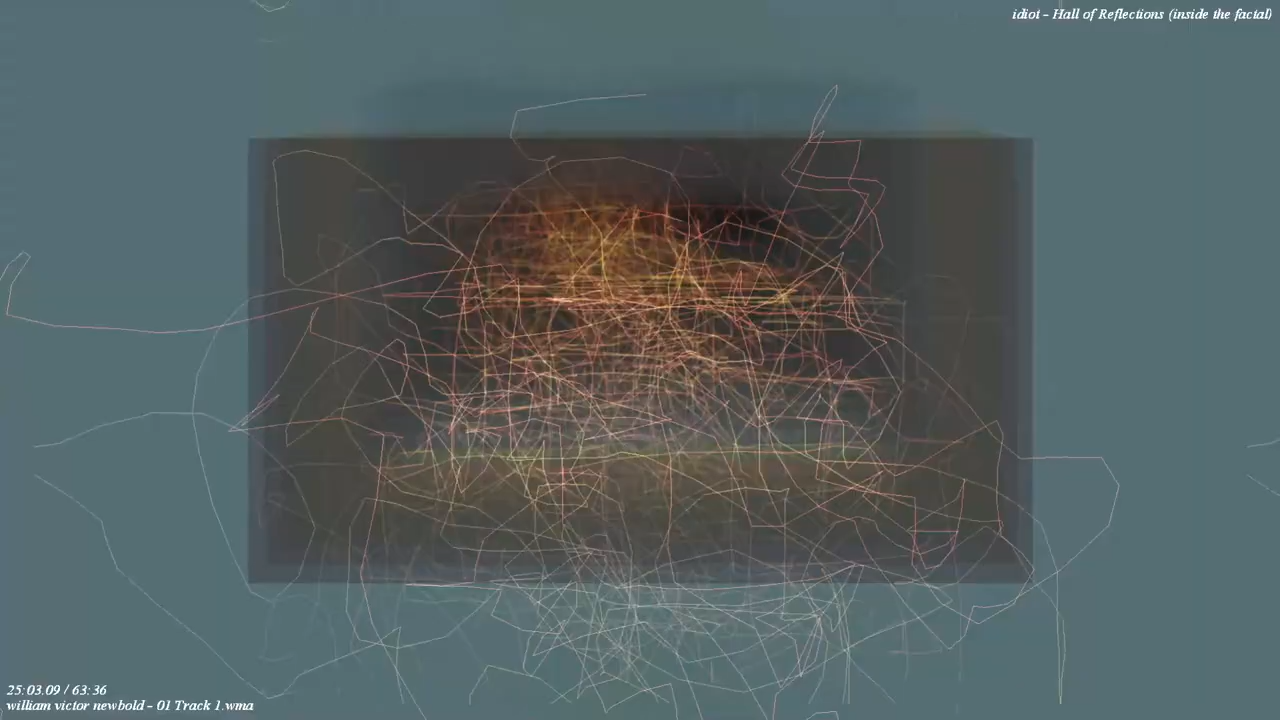 idiot - Hall of Reflections (inside the factal)
25:03.09 / 63:36
william victor newbold - 01 Track 1.wma